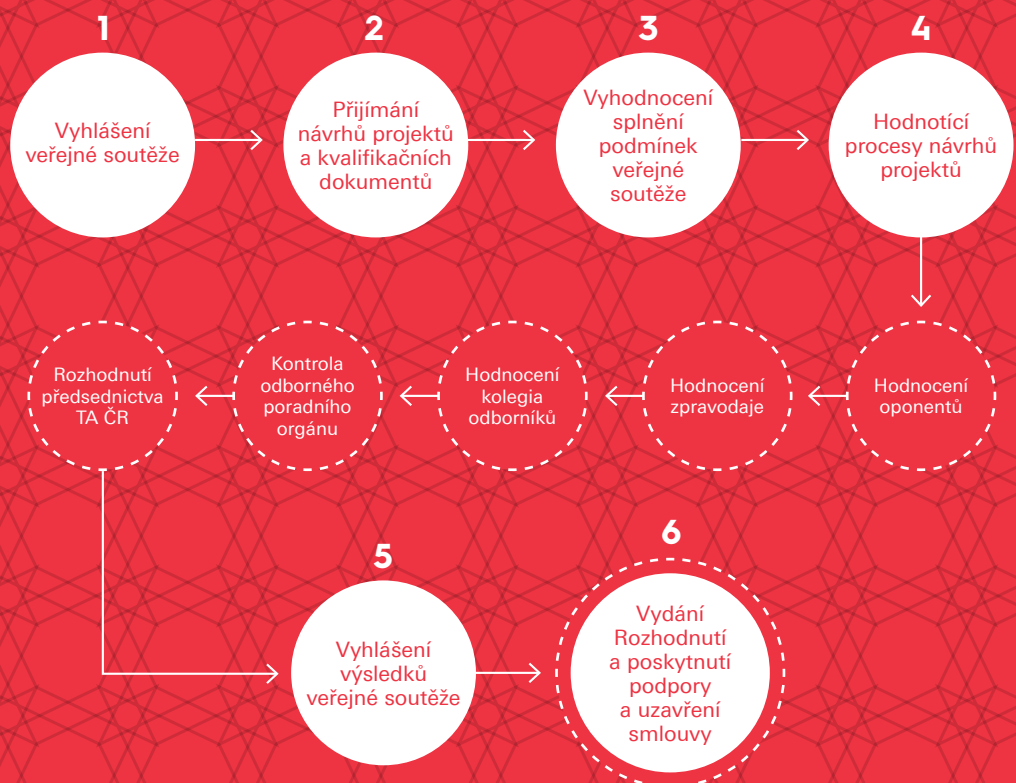 1
Vyhlášení
veřejné soutěže
2
Přijímání
návrhů projektů
a kvalifikačních
dokumentů
3
Vyhodnocení
splnění
podmínek
veřejné
soutěže
4
Hodnotící
procesy návrhů
projektů
Hodnocení
oponentů
Hodnocení
zpravodaje
Hodnocení
kolegia
odborníků
Kontrola
odborného
poradního
orgánu
Rozhodnutí
předsednictva
TA ČR
5
Vyhlášení
výsledků
veřejné soutěže
6
Vydání
Rozhodnutí
a poskytnutí
podpory
a uzavření
smlouvy